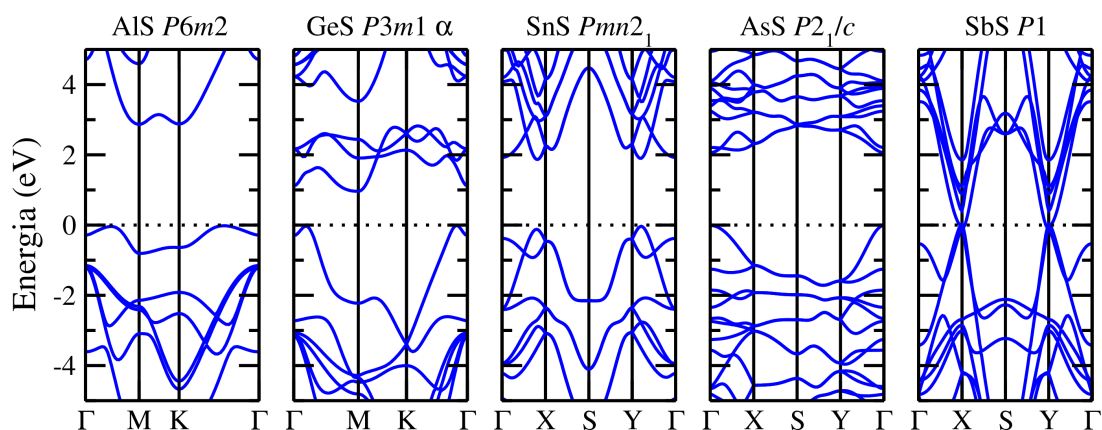 AlS P6m2 GeS P3m1 α SnS Pmn2₁ AsS P2₁/c SbS P1
4
2
0
-2
-4
Energia (eV)
Γ M K Γ Γ M K Γ Γ X S Y Γ Γ X S Y Γ Γ X S Y Γ